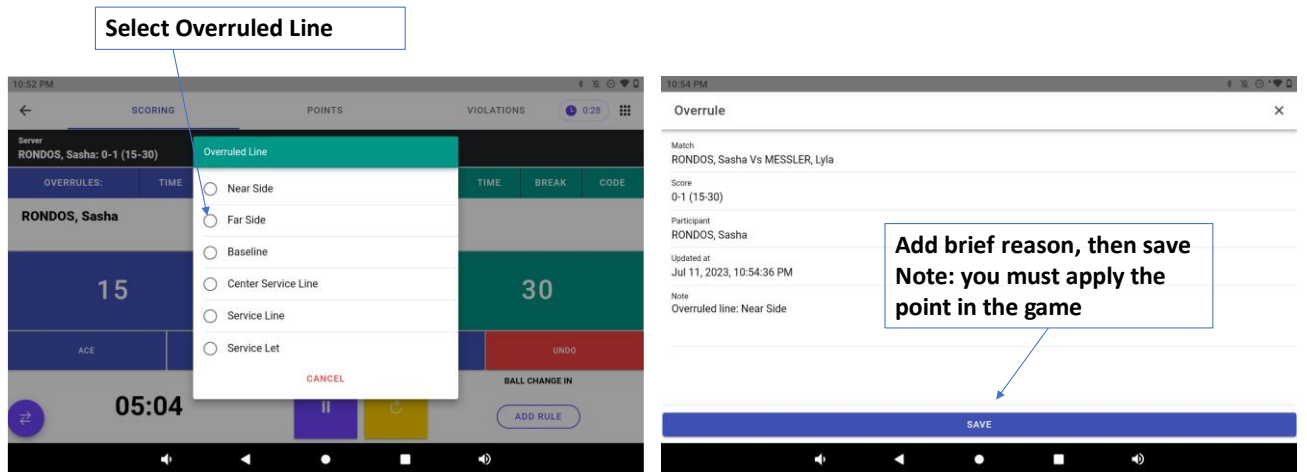 Select Overruled Line
10:52 PM
SCORING POINTS VIOLATIONS 0:28
Server
RONDOS, Sasha: 0-1 (15-30)
OVERRULES: TIME TIME BREAK CODE
RONDOS, Sasha
Overruled Line
Near Side
Far Side
Baseline
Center Service Line
Service Line
Service Let
CANCEL
15 30
ACE UNDO
05:04
BALL CHANGE IN
ADD RULE
10:54 PM
Overrule
Match
RONDOS, Sasha Vs MESSLER, Lyla
Score
0-1 (15-30)
Participant
RONDOS, Sasha
Updated at
Jul 11, 2023, 10:54:36 PM
Note
Overruled line: Near Side
Add brief reason, then save
Note: you must apply the
point in the game
SAVE